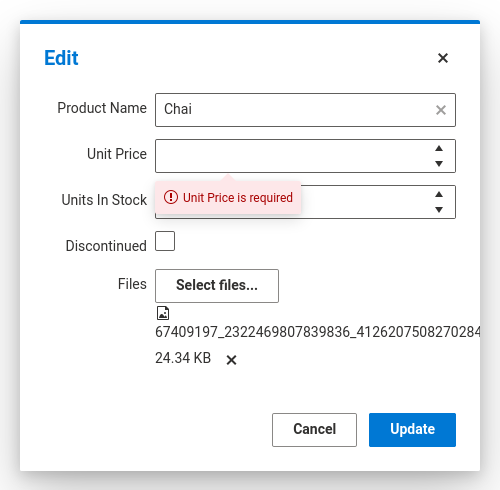 Edit
Product Name Chai
Unit Price
Unit Price is required
Units In Stock
Discontinued
Files Select files...
67409197_2322469807839836_4126207508270284
24.34 KB
Cancel Update